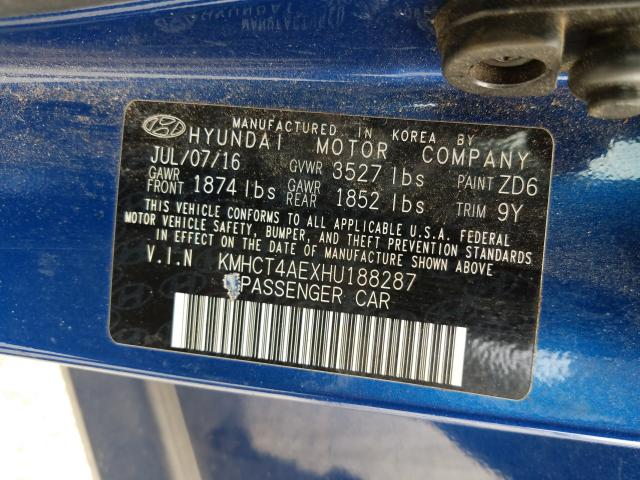 MANUFACTURED IN KOREA BY
HYUNDAI MOTOR COMPANY
JUL/07/16 GVWR 3527 lbs PAINT ZD6
GAWR FRONT 1874 lbs GAWR REAR 1852 lbs TRIM 9Y
THIS VEHICLE CONFORMS TO ALL APPLICABLE U.S.A. FEDERAL
MOTOR VEHICLE SAFETY, BUMPER, AND THEFT PREVENTION STANDARDS
IN EFFECT ON THE DATE OF MANUFACTURE SHOWN ABOVE.
V.I.N KMHCT4AEXHU188287
PASSENGER CAR